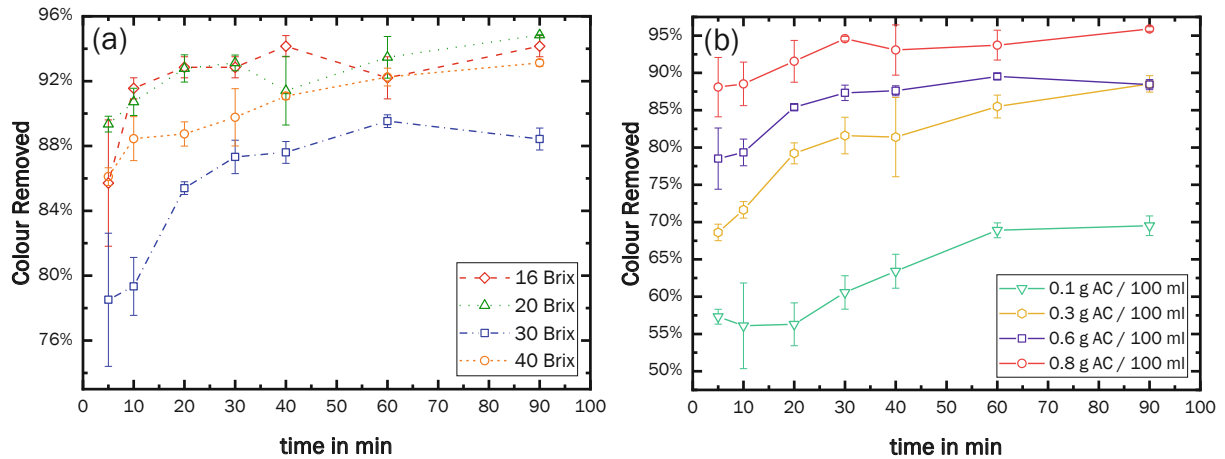 (a)
Colour Removed
96%
92%
88%
84%
80%
76%
0 10 20 30 40 50 60 70 80 90 100
time in min
16 Brix
20 Brix
30 Brix
40 Brix
(b)
Colour Removed
95%
90%
85%
80%
75%
70%
65%
60%
55%
50%
0 10 20 30 40 50 60 70 80 90 100
time in min
0.1 g AC / 100 ml
0.3 g AC / 100 ml
0.6 g AC / 100 ml
0.8 g AC / 100 ml